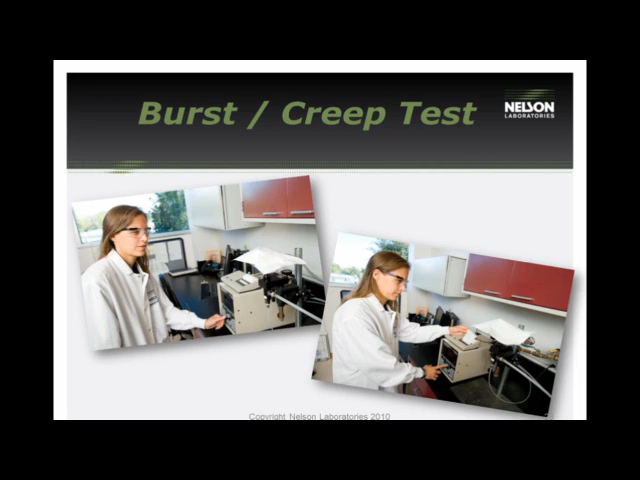 Burst / Creep Test
NELSON
LABORATORIES
Copyright Nelson Laboratories 2010